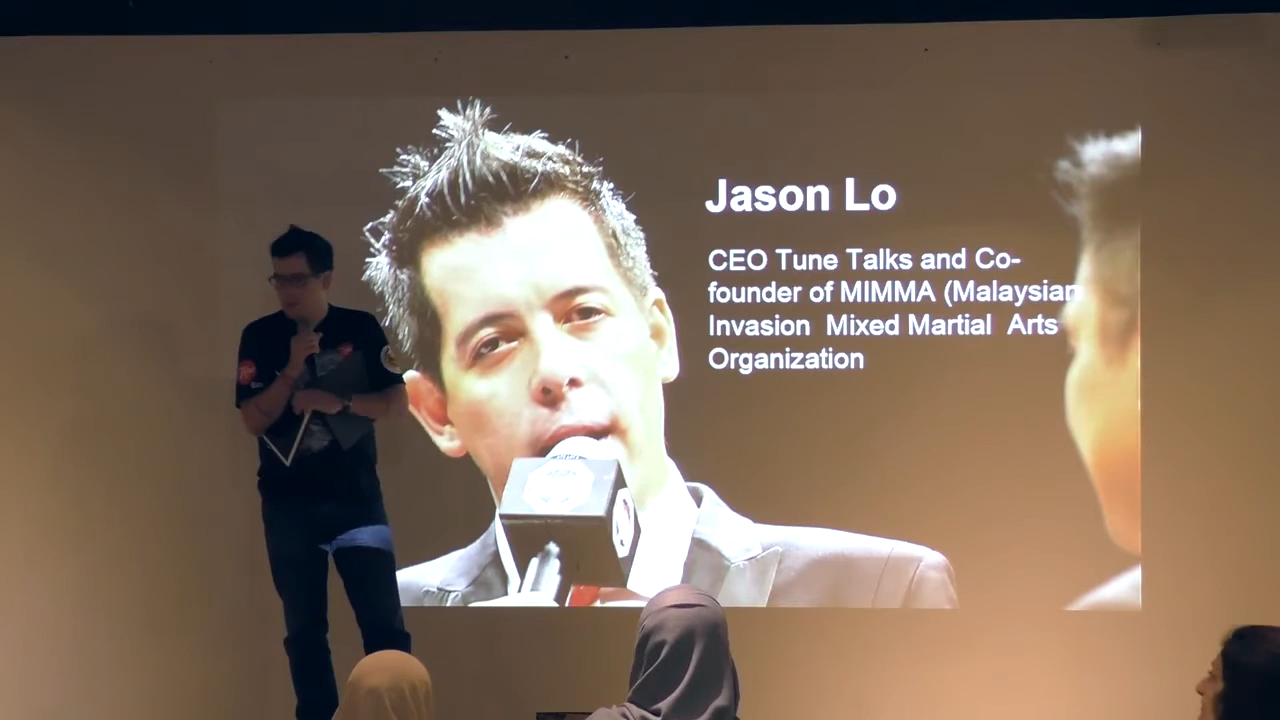 Jason Lo
CEO Tune Talks and Co-
founder of MIMMA (Malaysian
Invasion Mixed Martial Arts
Organization